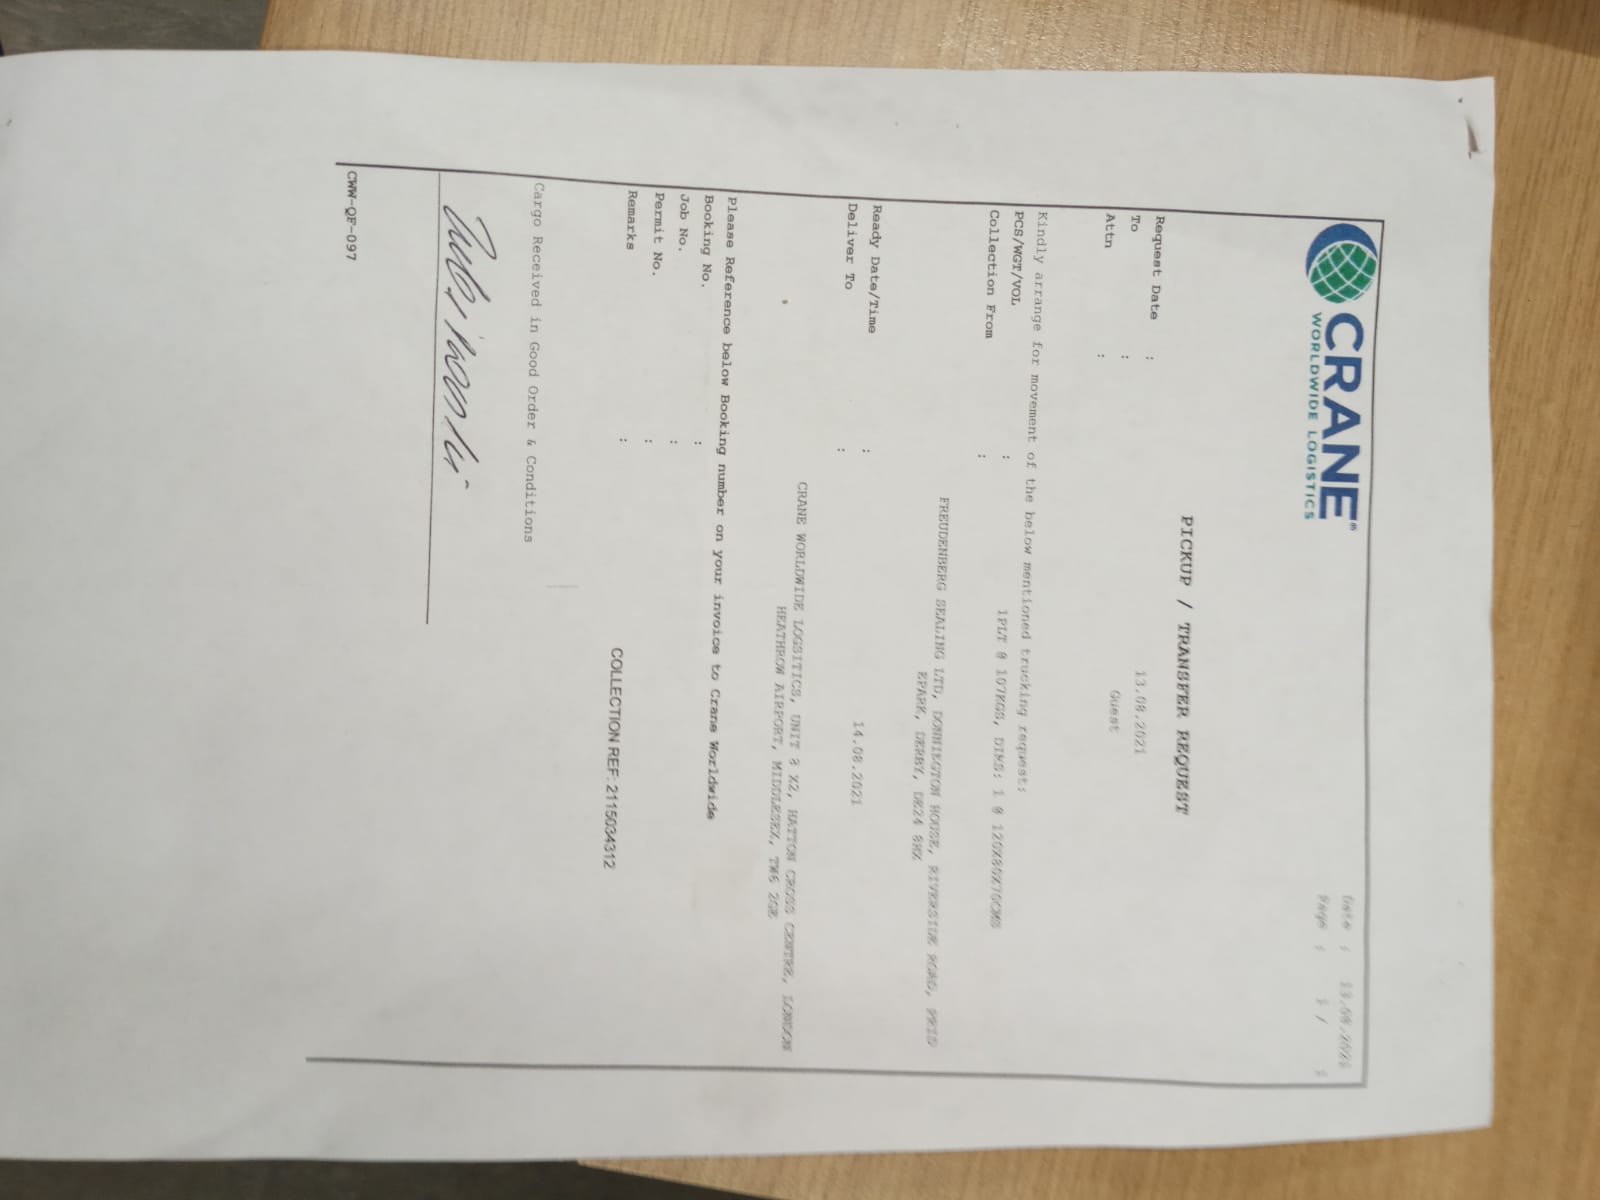 CRANE®
WORLDWIDE LOGISTICS
Date : 13.08.2021
Page : 1 / 1
PICKUP / TRANSFER REQUEST
Request Date : 13.08.2021
To : Guest
Attn :
Kindly arrange for movement of the below mentioned trucking request:
PCS/WGT/VOL : 1PLT @ 107KGS, DIMS: 1 @ 120X80X70CMS
Collection From : FREUDENBERG SEALING LTD, DONNINGTON HOUSE, RIVERSIDE ROAD, PRID
EPARK, DERBY, DE24
Ready Date/Time : 14.08.2021
Deliver To : CRANE WORLDWIDE LOGSITICS, UNIT 8 X2, HATTON CROSS CENTRE, LONDON
HEATHROW AIRPORT, MIDDLESEX, TW6 2GE
Please Reference below Booking number on your invoice to Crane Worldwide
Booking No. :
Job No. :
Permit No. :
Remarks : COLLECTION REF: 2115034312
Cargo Received in Good Order & Conditions
CWW-QF-097